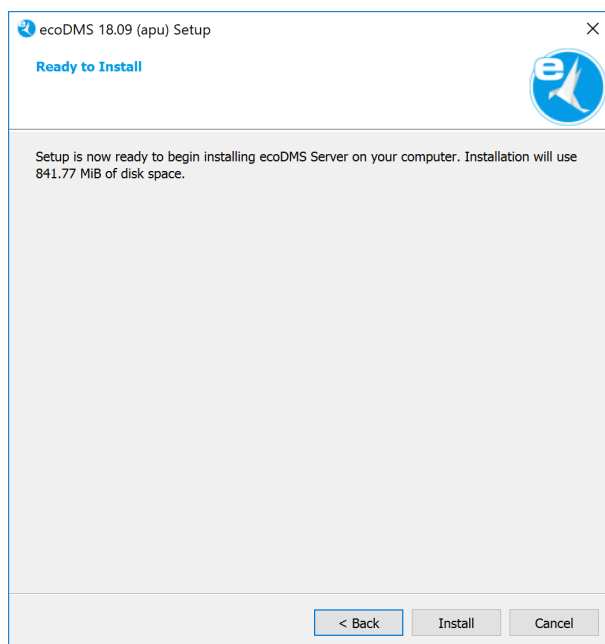 ecoDMS 18.09 (apu) Setup
Ready to Install
e
Setup is now ready to begin installing ecoDMS Server on your computer. Installation will use
841.77 MiB of disk space.
< Back
Install
Cancel